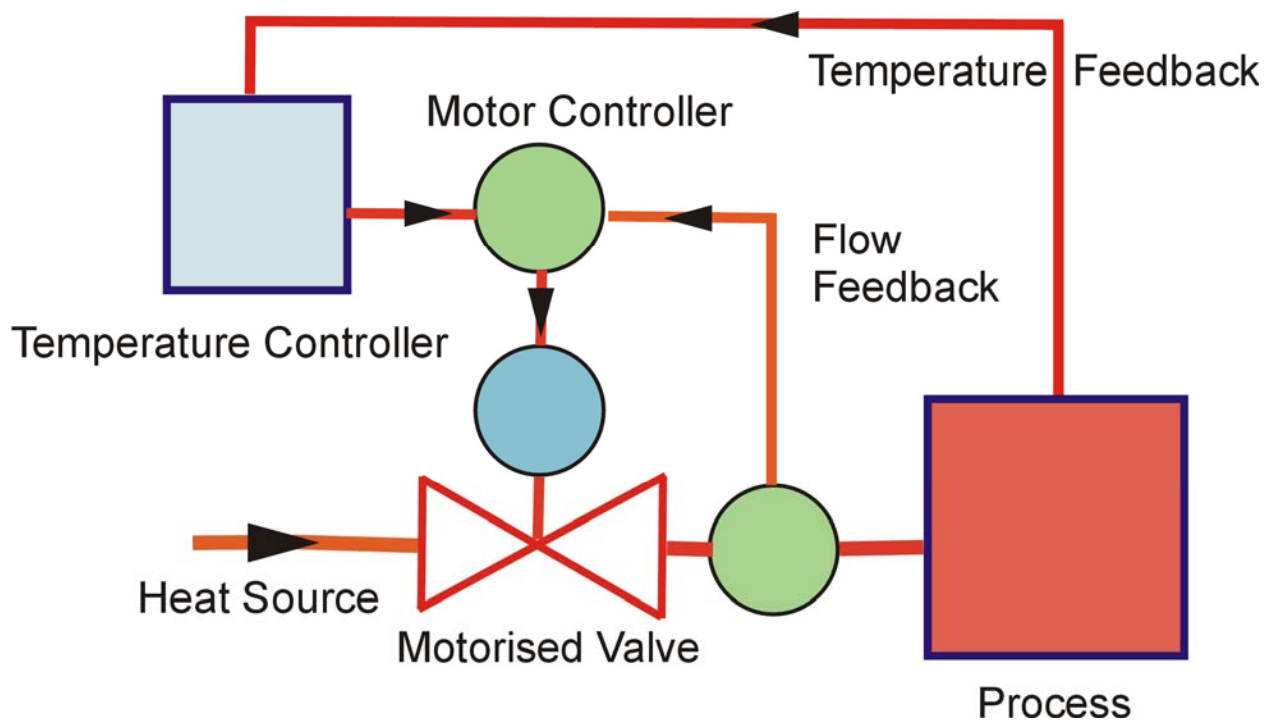 Temperature Feedback
Motor Controller
Flow
Feedback
Temperature Controller
Heat Source
Motorised Valve
Process